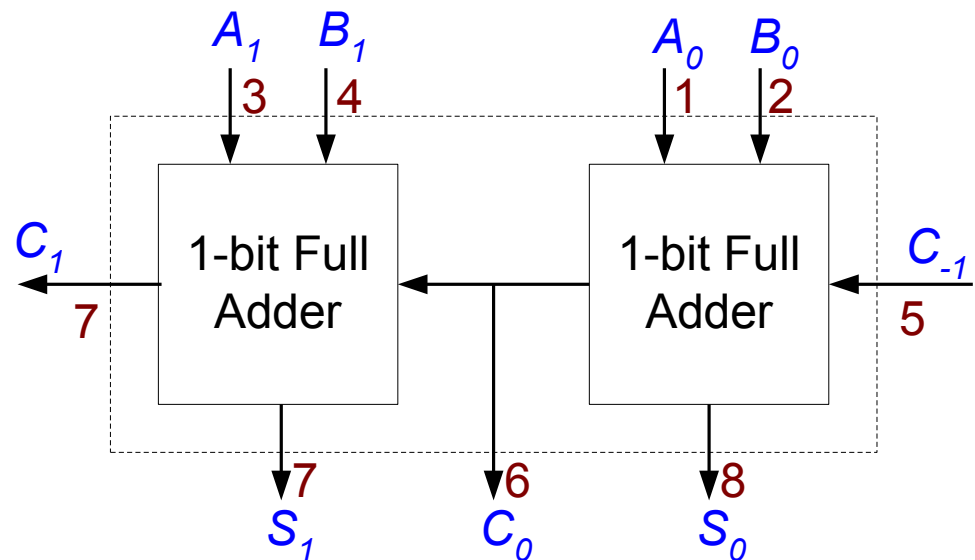 A₁ B₁ A₀ B₀
3 4 1 2
C₁ 1-bit Full Adder 1-bit Full Adder C₋₁
7 5
7 6 8
S₁ C₀ S₀